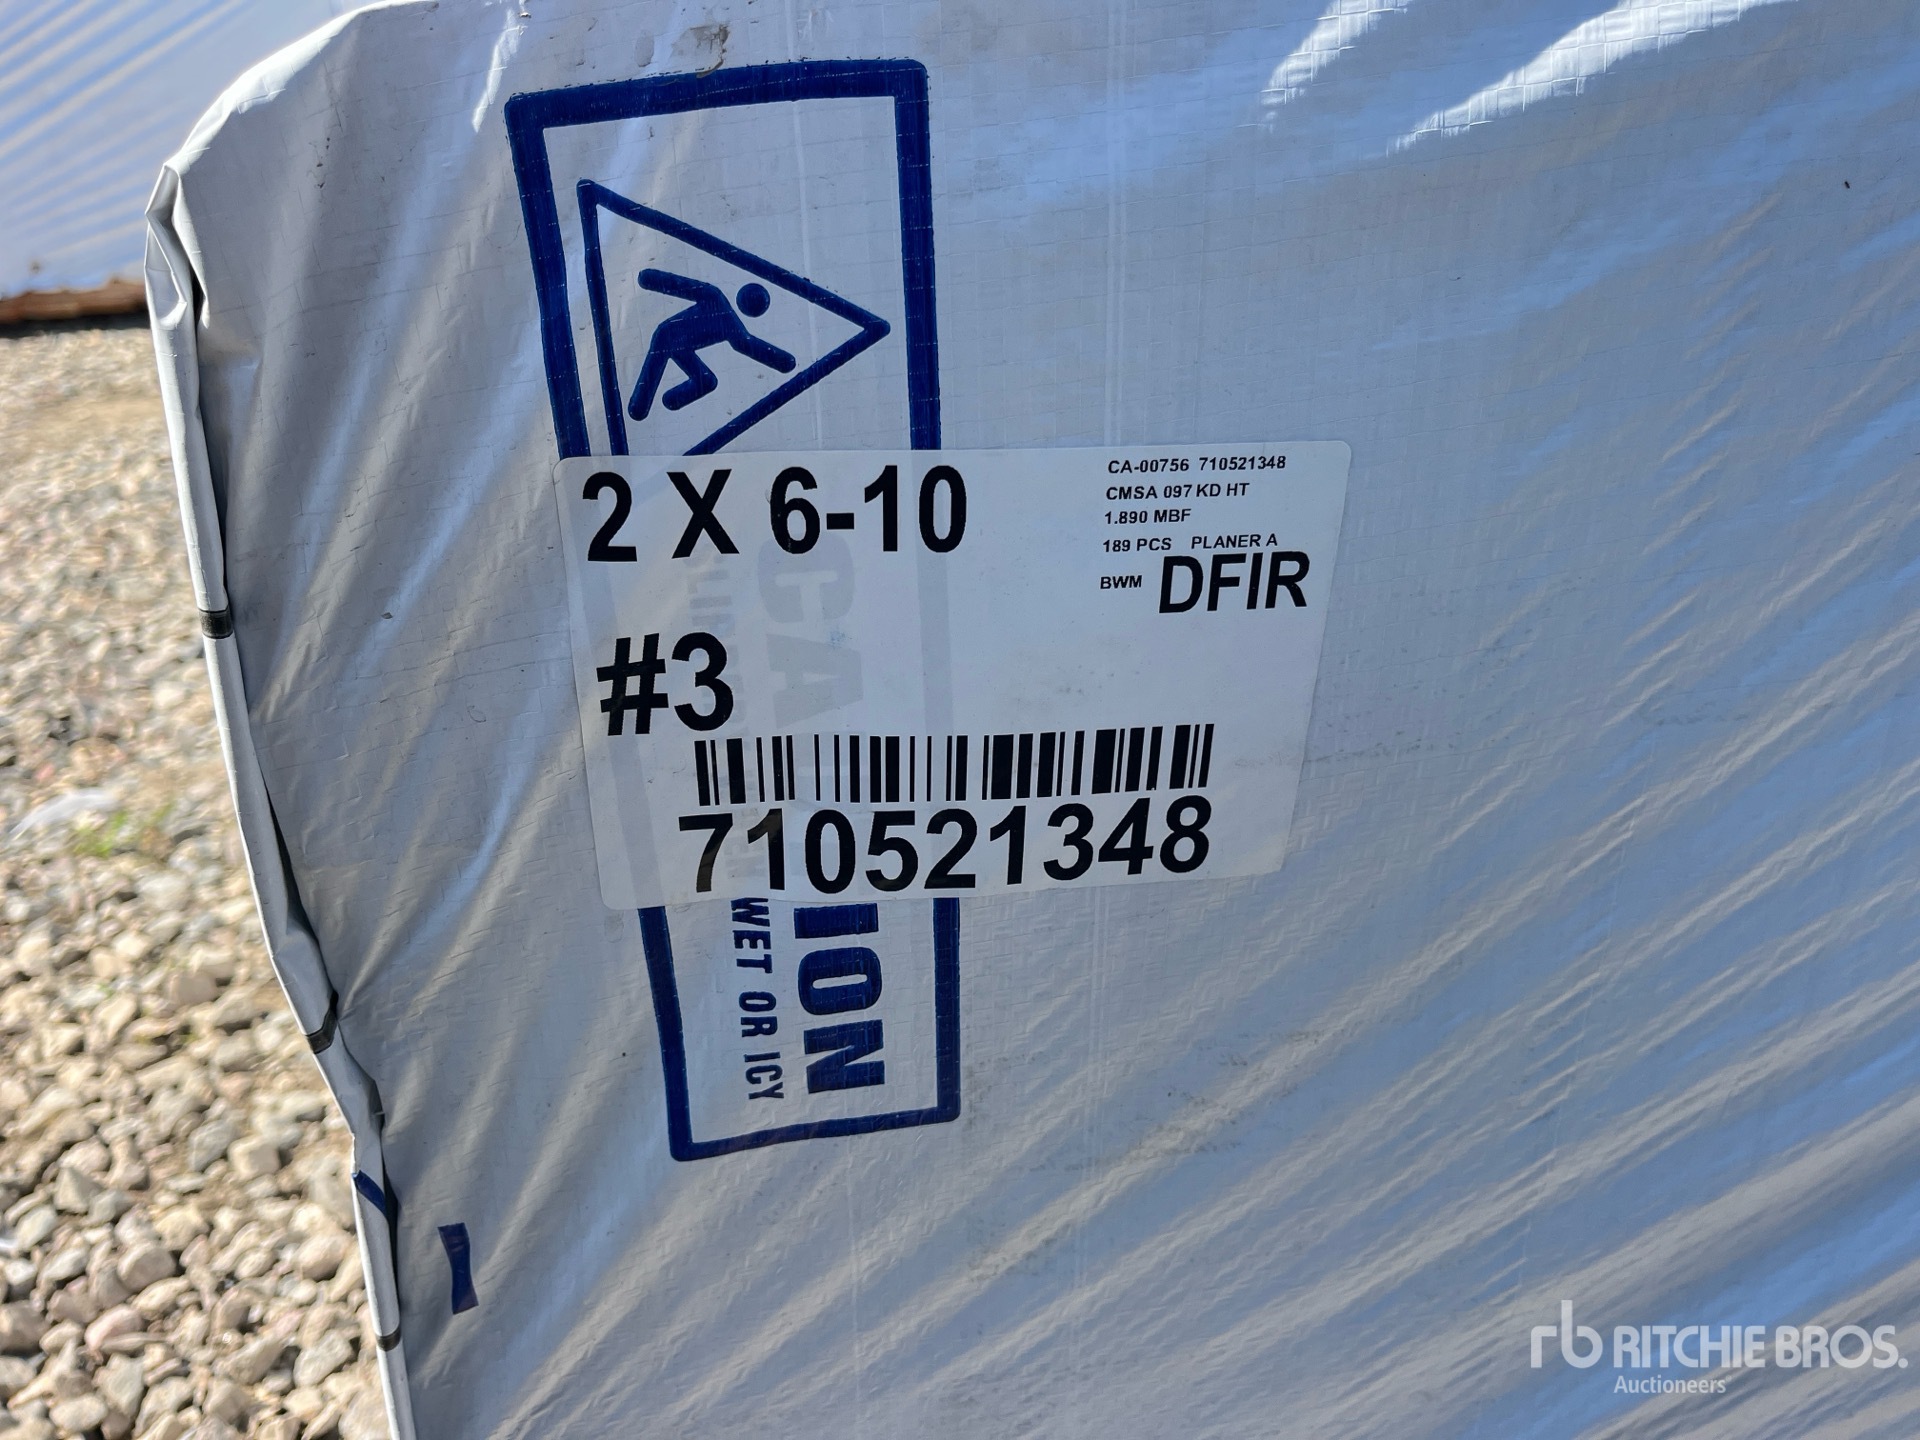 2 X 6-10
CA-00756 710521348
CMSA 097 KD HT
1.890 MBF
189 PCS PLANER A
BWM DFIR
#3
710521348
WET OR ICY
ION
rb RITCHIE BROS.
Auctioneers